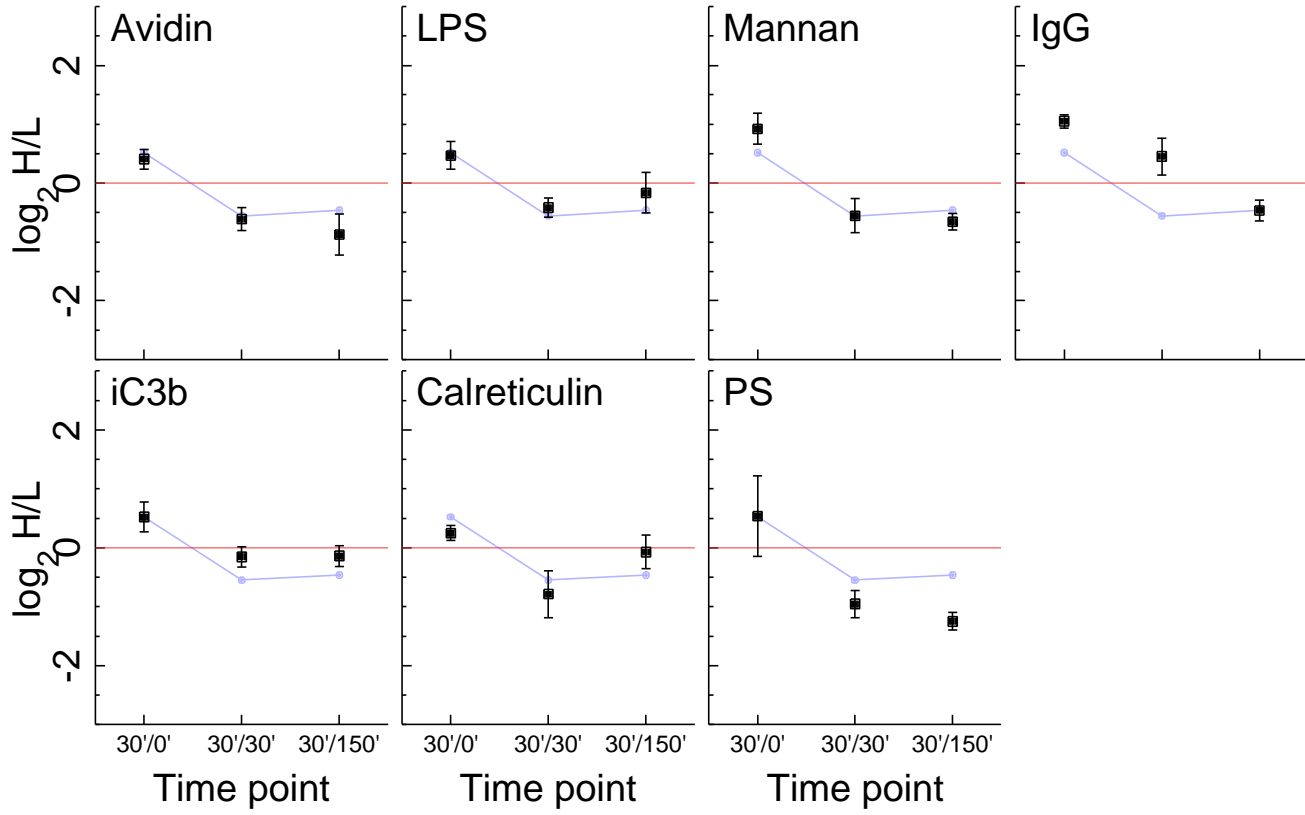 Avidin LPS Mannan IgG
log2 H/L
2
0
-2
iC3b Calreticulin PS
log2 H/L
2
0
-2
30'/0' 30'/30' 30'/150' 30'/0' 30'/30' 30'/150' 30'/0' 30'/30' 30'/150'
Time point Time point Time point